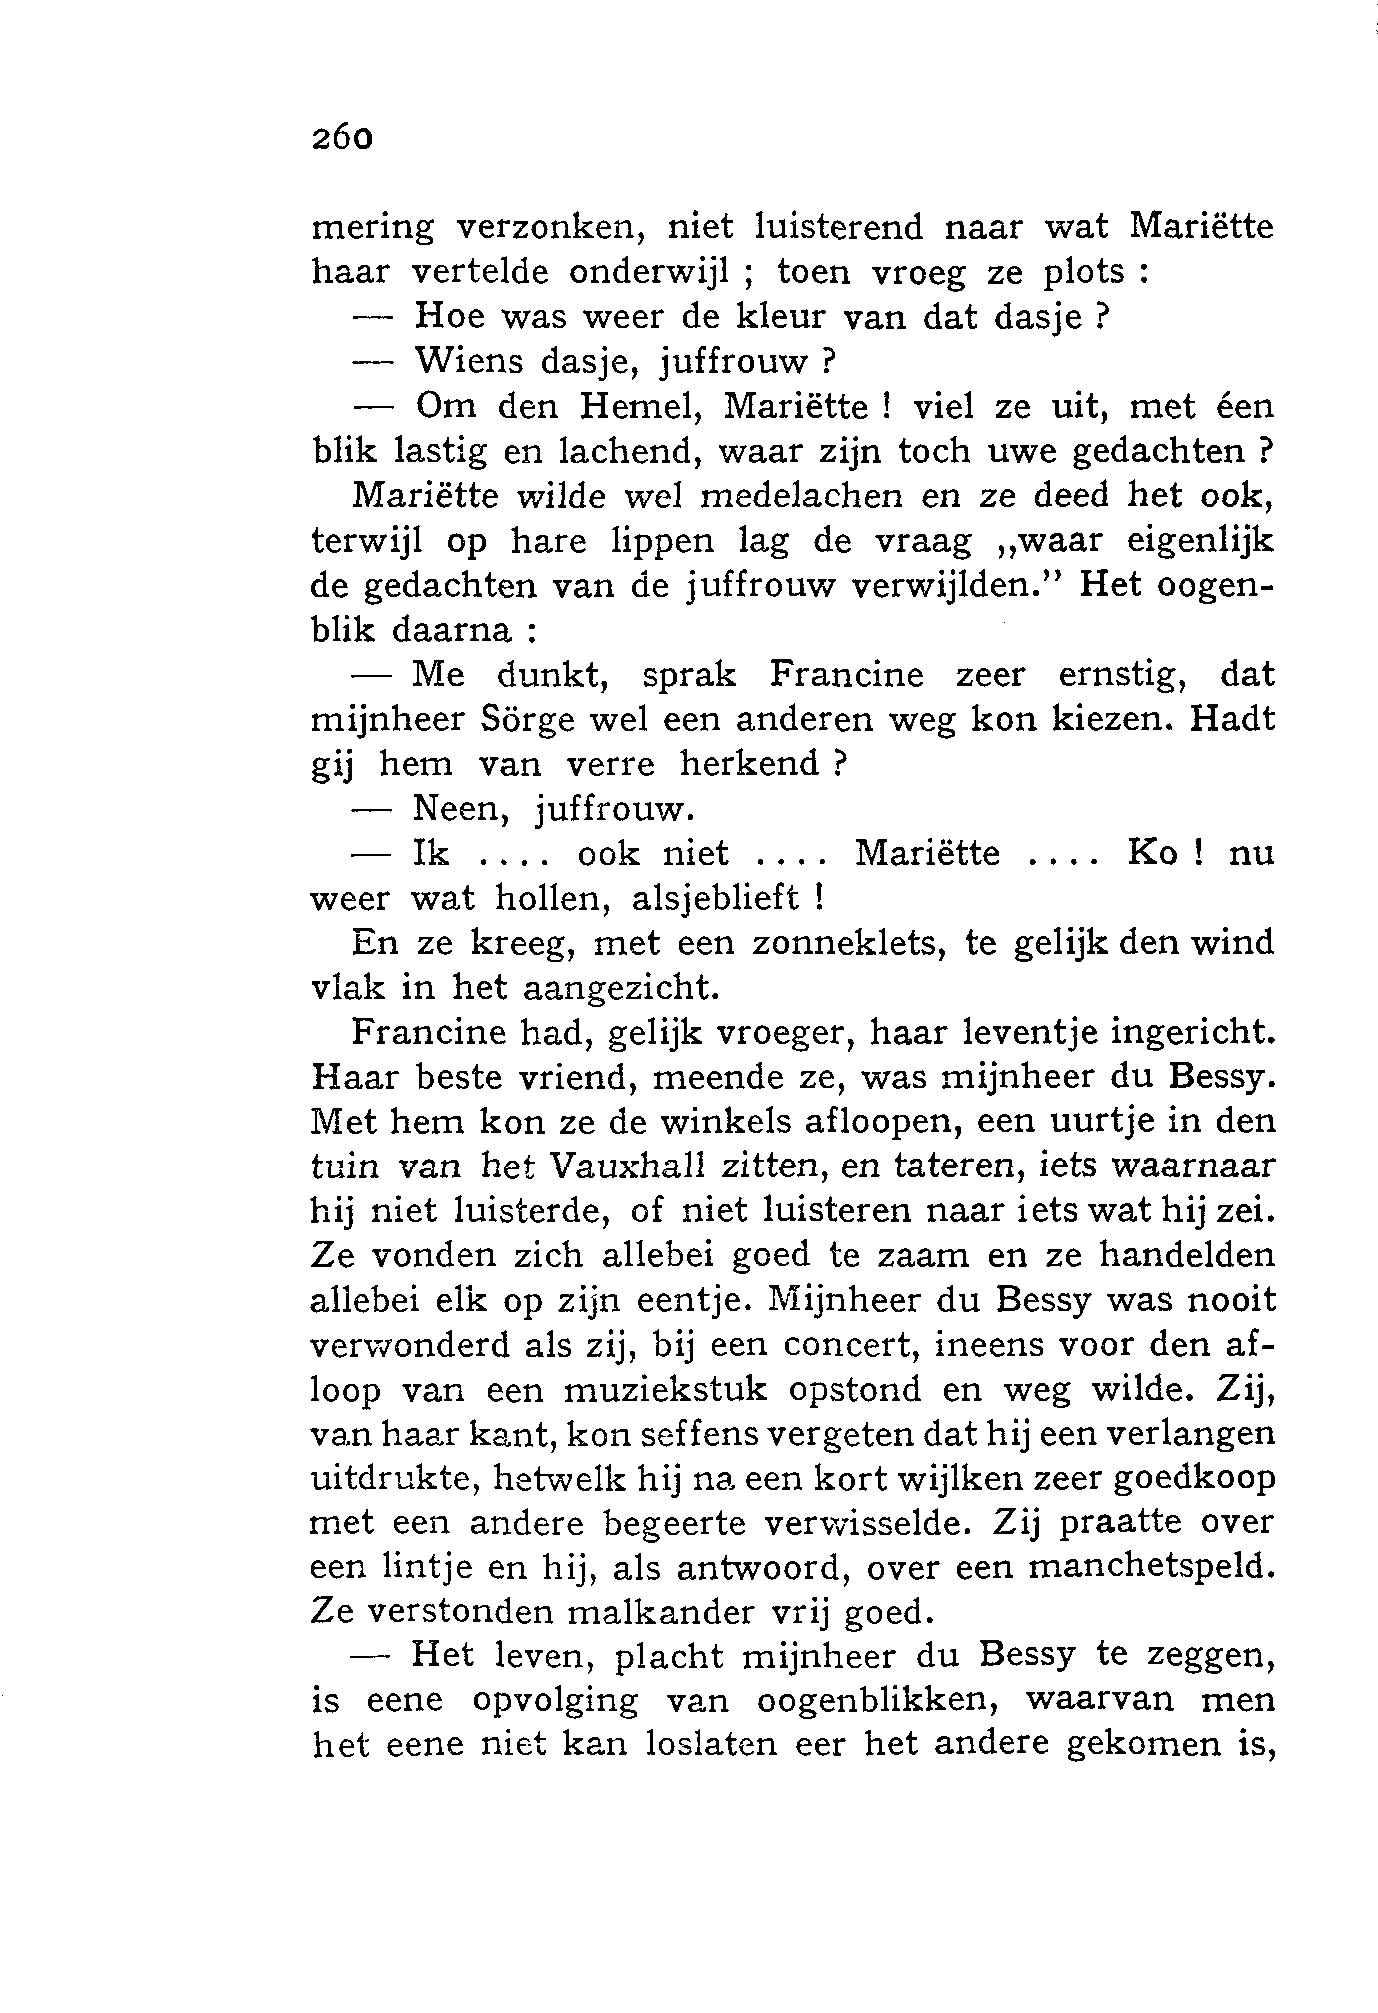 260
mering verzonken, niet luisterend naar wat Mariëtte
haar vertelde onderwijl ; toen vroeg ze plots :
— Hoe was weer de kleur van dat dasje ?
— Wiens dasje, juffrouw ?
— Om den Hemel, Mariëtte ! viel ze uit, met éen
blik lastig en lachend, waar zijn toch uwe gedachten ?
Mariëtte wilde wel medelachen en ze deed het ook,
terwijl op hare lippen lag de vraag ,,waar eigenlijk
de gedachten van de juffrouw verwijlden.” Het oogen-
blik daarna :
— Me dunkt, sprak Francine zeer ernstig, dat
mijnheer Sörge wel een anderen weg kon kiezen. Hadt
gij hem van verre herkend ?
— Neen, juffrouw.
— Ik .... ook niet .... Mariëtte .... Ko ! nu
weer wat hollen, alsjeblieft !
En ze kreeg, met een zonneklets, te gelijk den wind
vlak in het aangezicht.
Francine had, gelijk vroeger, haar leventje ingericht.
Haar beste vriend, meende ze, was mijnheer du Bessy.
Met hem kon ze de winkels afloopen, een uurtje in den
tuin van het Vauxhall zitten, en tateren, iets waarnaar
hij niet luisterde, of niet luisteren naar iets wat hij zei.
Ze vonden zich allebei goed te zaam en ze handelden
allebei elk op zijn eentje. Mijnheer du Bessy was nooit
verwonderd als zij, bij een concert, ineens voor den af-
loop van een muziekstuk opstond en weg wilde. Zij,
van haar kant, kon seffens vergeten dat hij een verlangen
uitdrukte, hetwelk hij na een kort wijlken zeer goedkoop
met een andere begeerte verwisselde. Zij praatte over
een lintje en hij, als antwoord, over een manchetspeld.
Ze verstonden malkander vrij goed.
— Het leven, placht mijnheer du Bessy te zeggen,
is eene opvolging van oogenblikken, waarvan men
het eene niet kan loslaten eer het andere gekomen is,